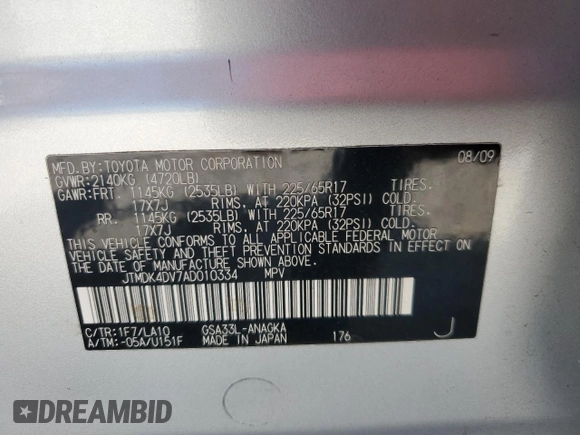 MFD.BY:TOYOTA MOTOR CORPORATION 08/09
GVWR:2140KG (4720LB)
GAWR:FRT 1145KG (2535LB) WITH 225/65R17 TIRES.
17X7J RIMS, AT 220KPA (32PSI) COLD.
RR. 1145KG (2535LB) WITH 225/65R17 TIRES.
17X7J RIMS, AT 220KPA (32PSI) COLD.
THIS VEHICLE CONFORMS TO ALL APPLICABLE FEDERAL MOTOR
VEHICLE SAFETY AND THEFT PREVENTION STANDARDS IN EFFECT ON
THE DATE OF MANUFACTURE SHOWN ABOVE.
JTMDK4DV7AD010334 MPV
C/TR:1F7/LA10 GSA33L-ANAGKA
A/TM:-05A/U151F MADE IN JAPAN 176 J
DREAMBID